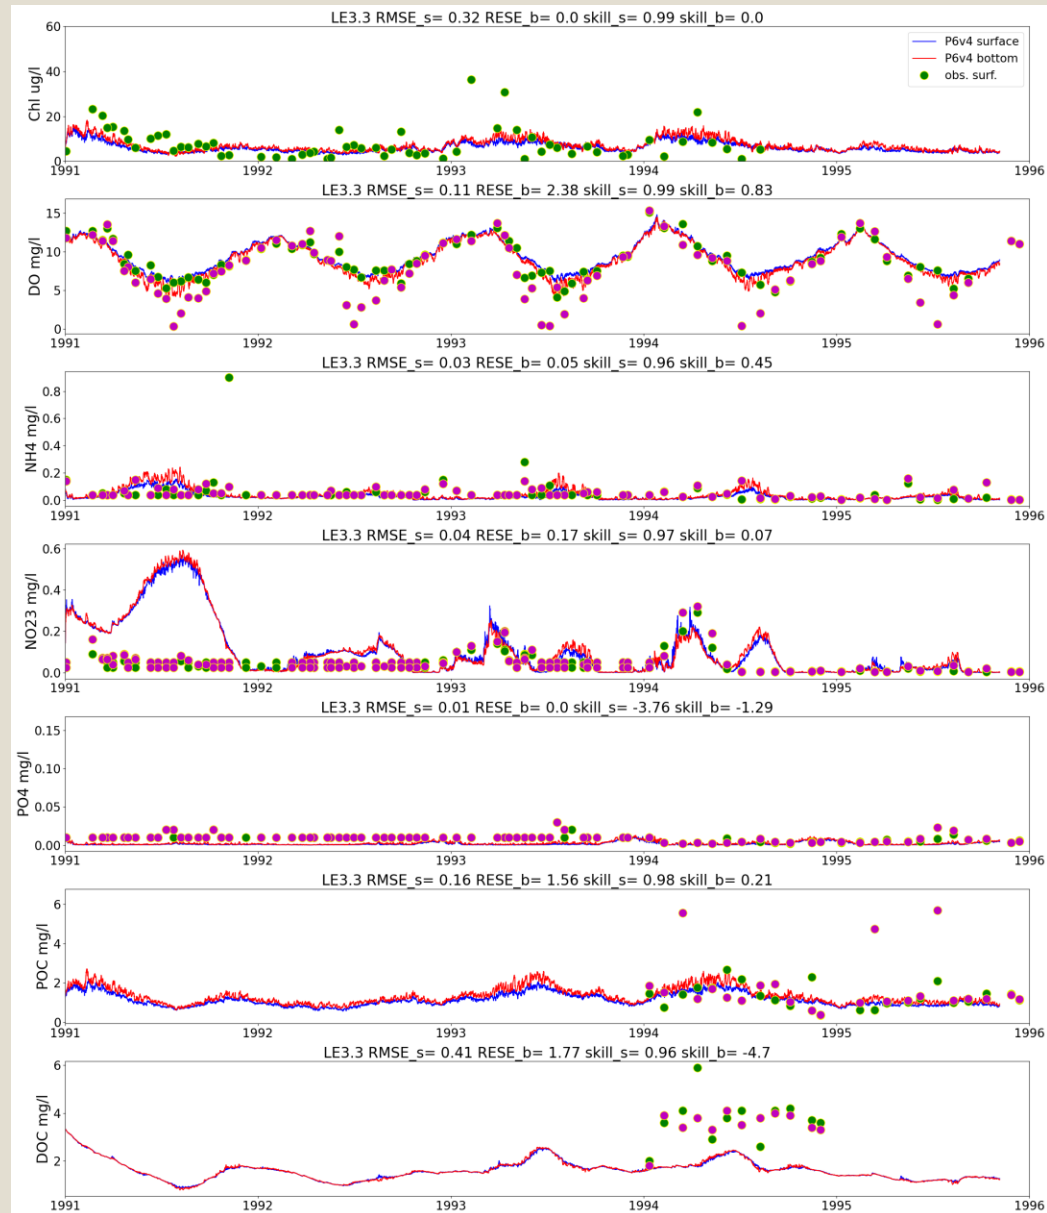 LE3.3 RMSE_s= 0.32 RESE_b= 0.0 skill_s= 0.99 skill_b= 0.0
60
40
20
0
Chl ug/l
P6v4 surface
P6v4 bottom
obs. surf.
1991 1992 1993 1994 1995 1996
LE3.3 RMSE_s= 0.11 RESE_b= 2.38 skill_s= 0.99 skill_b= 0.83
15
10
5
0
DO mg/l
1991 1992 1993 1994 1995 1996
LE3.3 RMSE_s= 0.03 RESE_b= 0.05 skill_s= 0.96 skill_b= 0.45
0.8
0.6
0.4
0.2
0.0
NH4 mg/l
1991 1992 1993 1994 1995 1996
LE3.3 RMSE_s= 0.04 RESE_b= 0.17 skill_s= 0.97 skill_b= 0.07
0.6
0.4
0.2
0.0
NO23 mg/l
1991 1992 1993 1994 1995 1996
LE3.3 RMSE_s= 0.01 RESE_b= 0.0 skill_s= -3.76 skill_b= -1.29
0.15
0.10
0.05
0.00
PO4 mg/l
1991 1992 1993 1994 1995 1996
LE3.3 RMSE_s= 0.16 RESE_b= 1.56 skill_s= 0.98 skill_b= 0.21
6
4
2
0
POC mg/l
1991 1992 1993 1994 1995 1996
LE3.3 RMSE_s= 0.41 RESE_b= 1.77 skill_s= 0.96 skill_b= -4.7
6
4
2
DOC mg/l
1991 1992 1993 1994 1995 1996